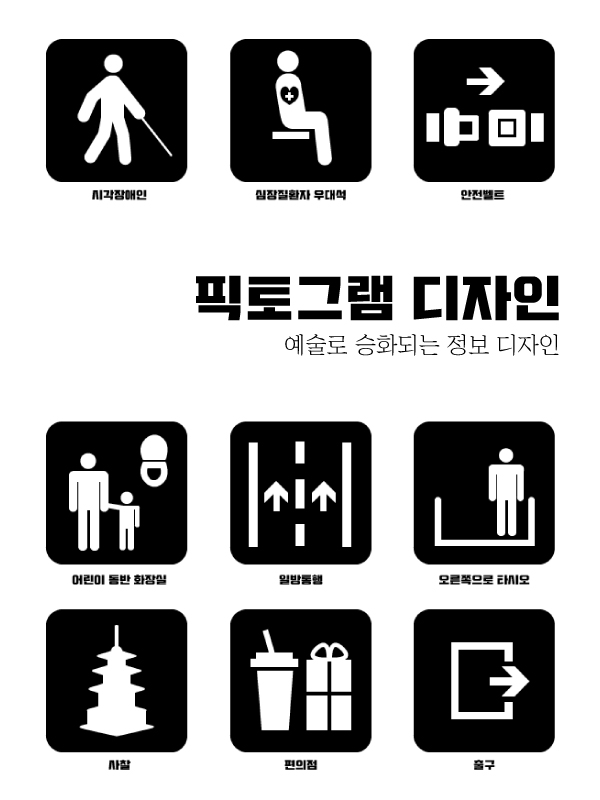 시각장애인 심장질환자 우대석 안전벨트
픽토그램 디자인
예술로 승화되는 정보 디자인
어린이 동반 화장실 일방통행 오른쪽으로 타시오
사찰 편의점 출구